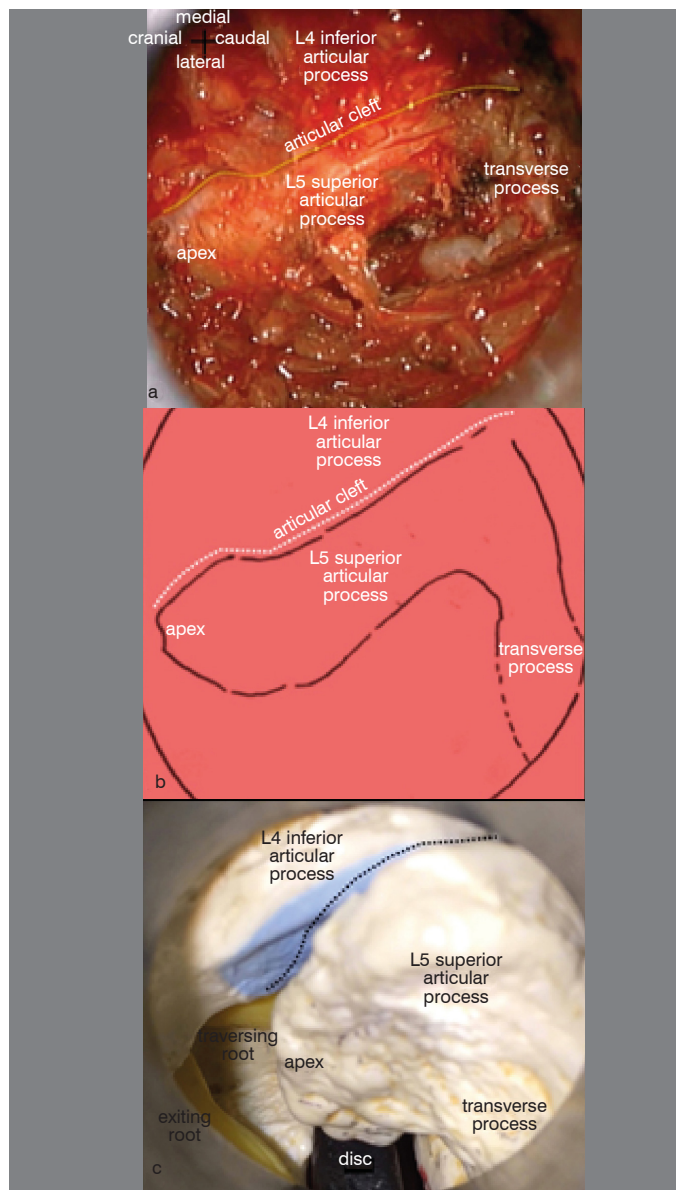 medial
cranial
caudal
lateral
L4 inferior
articular
process
articular cleft
L5 superior
articular
process
transverse
process
apex
a
L4 inferior
articular
process
articular cleft
L5 superior
articular
process
apex
transverse
process
b
L4 inferior
articular
process
L5 superior
articular
process
traversing
root
apex
exiting
root
transverse
process
disc
c